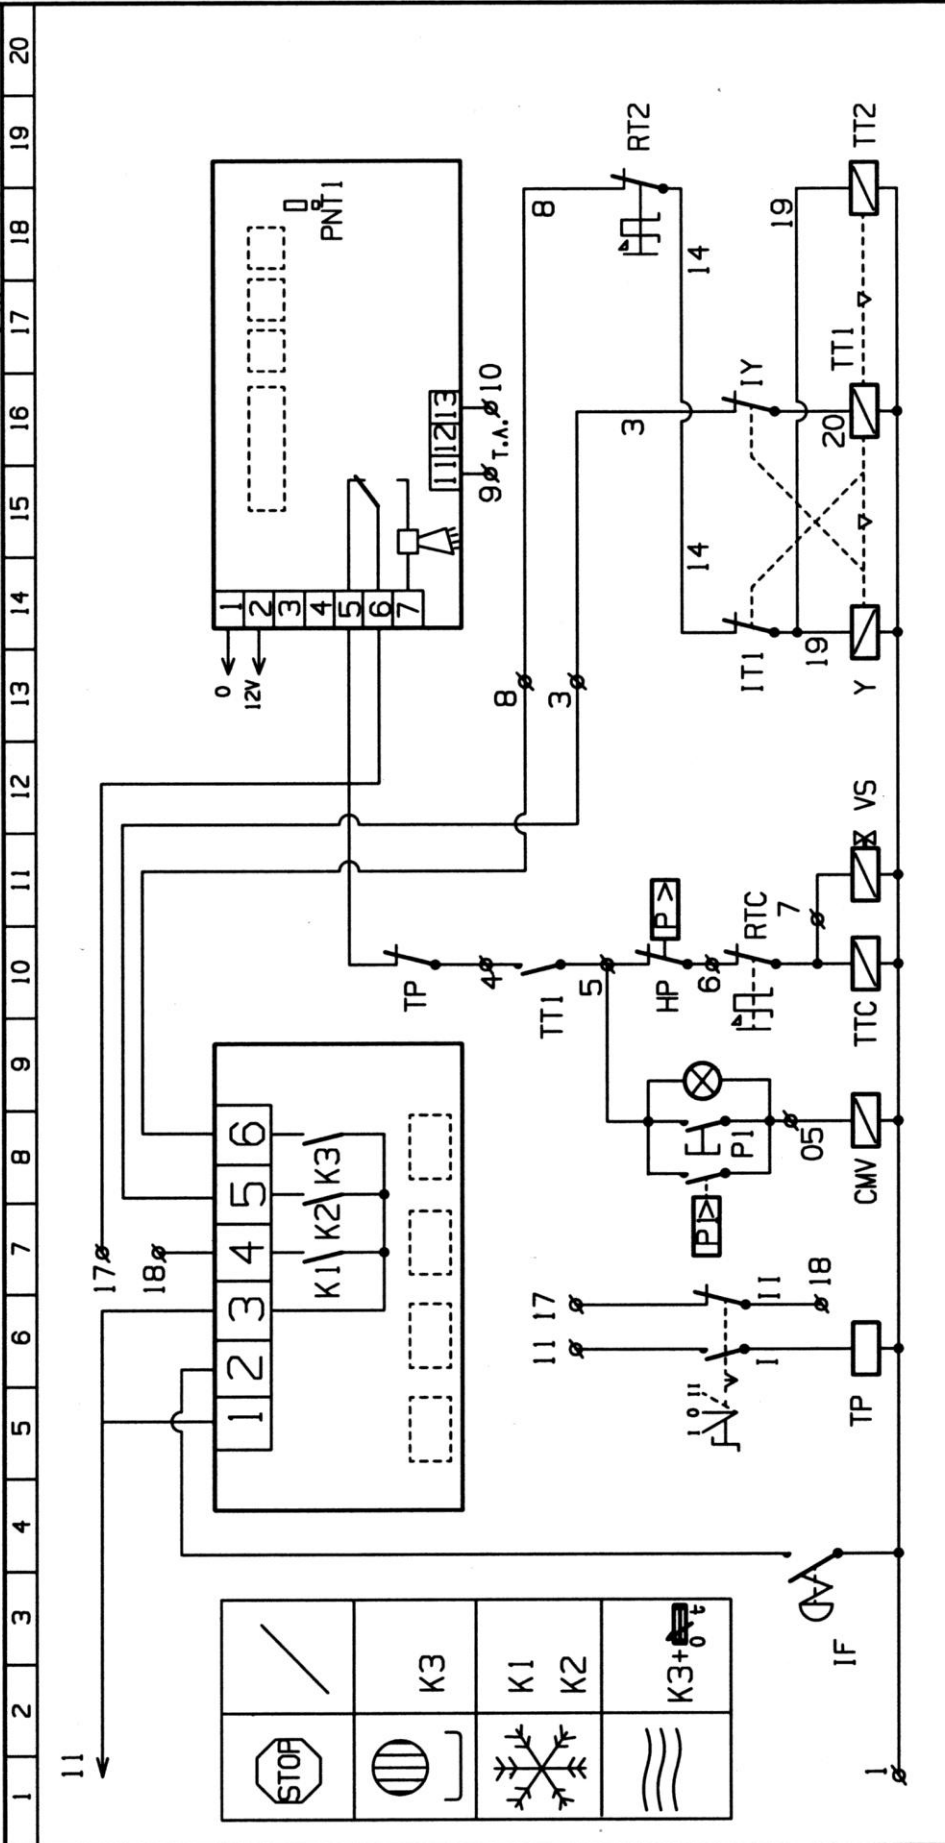 1 2 3 4 5 6 7 8 9 10 11 12 13 14 15 16 17 18 19 20
11
STOP
K3
K1
K2
K3+
0 t
IF
1
1 2 3 4 5 6
K1 K2 K3
17
18
0
12V
1
2
3
4
5
6
7
PNT1
11 12 13
9 T.A. 10
8
3
8
3
RT2
14
14
IT1
IY
19
19
20
Y
TT1
TT2
TP
4
TT1
5
HP
P >
6
RTC
7
TTC
VS
P1>
P1
05
CMV
11
17
I 0 II
I
II
18
TP